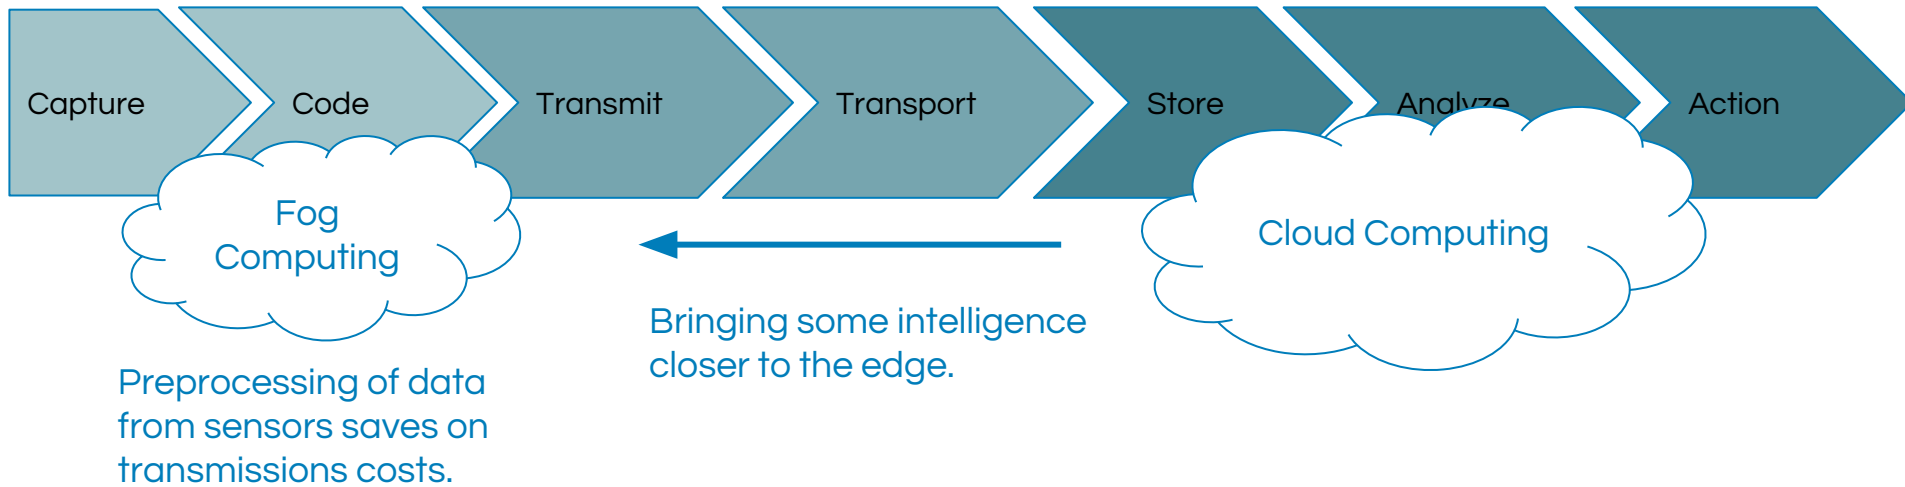 Capture
Code
Transmit
Transport
Store
Analyze
Action
Fog
Computing
Cloud Computing
Bringing some intelligence
closer to the edge.
Preprocessing of data
from sensors saves on
transmissions costs.